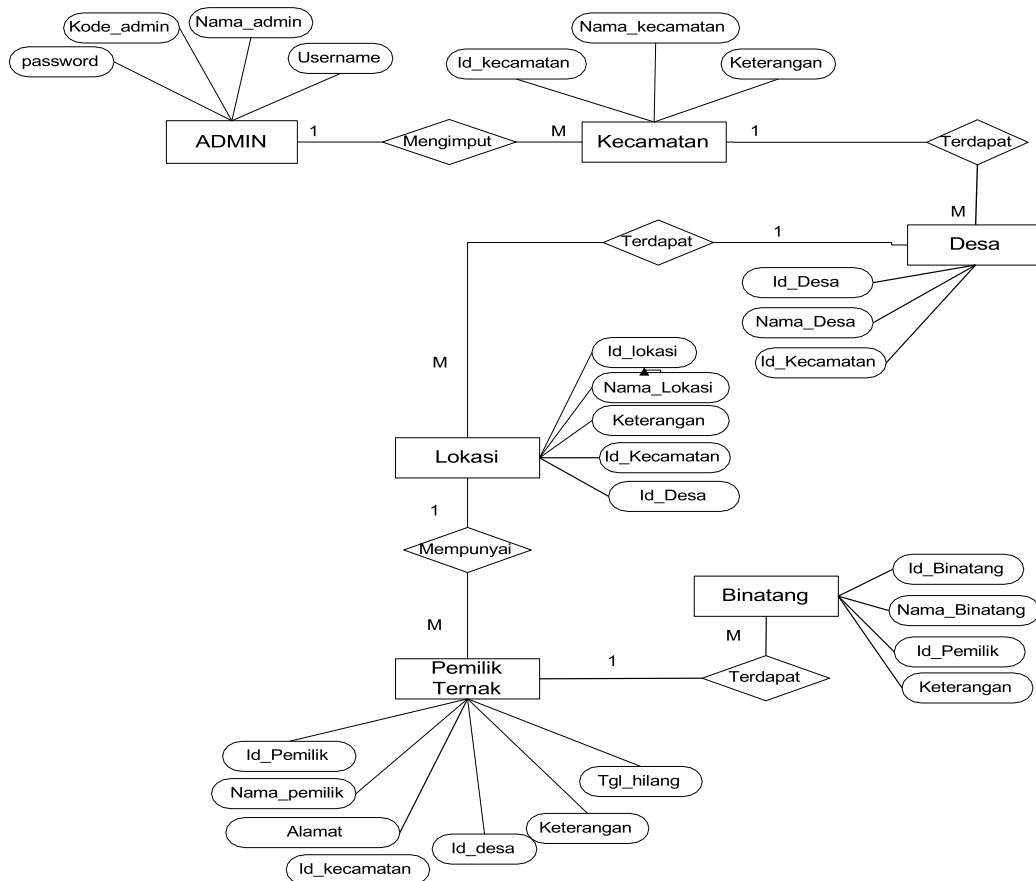 Nama_admin
Kode_admin
password
Username
Nama_kecamatan
Id_kecamatan
Keterangan
ADMIN
1
Mengimput
M
Kecamatan
1
Terdapat
M
Desa
1
Terdapat
M
Id_Desa
Nama_Desa
Id_Kecamatan
Id_lokasi
Nama_Lokasi
Keterangan
Id_Kecamatan
Id_Desa
Lokasi
1
Mempunyai
M
Pemilik
Ternak
1
Terdapat
M
Binatang
Id_Binatang
Nama_Binatang
Id_Pemilik
Keterangan
Id_Pemilik
Nama_pemilik
Alamat
Id_kecamatan
Id_desa
Keterangan
Tgl_hilang